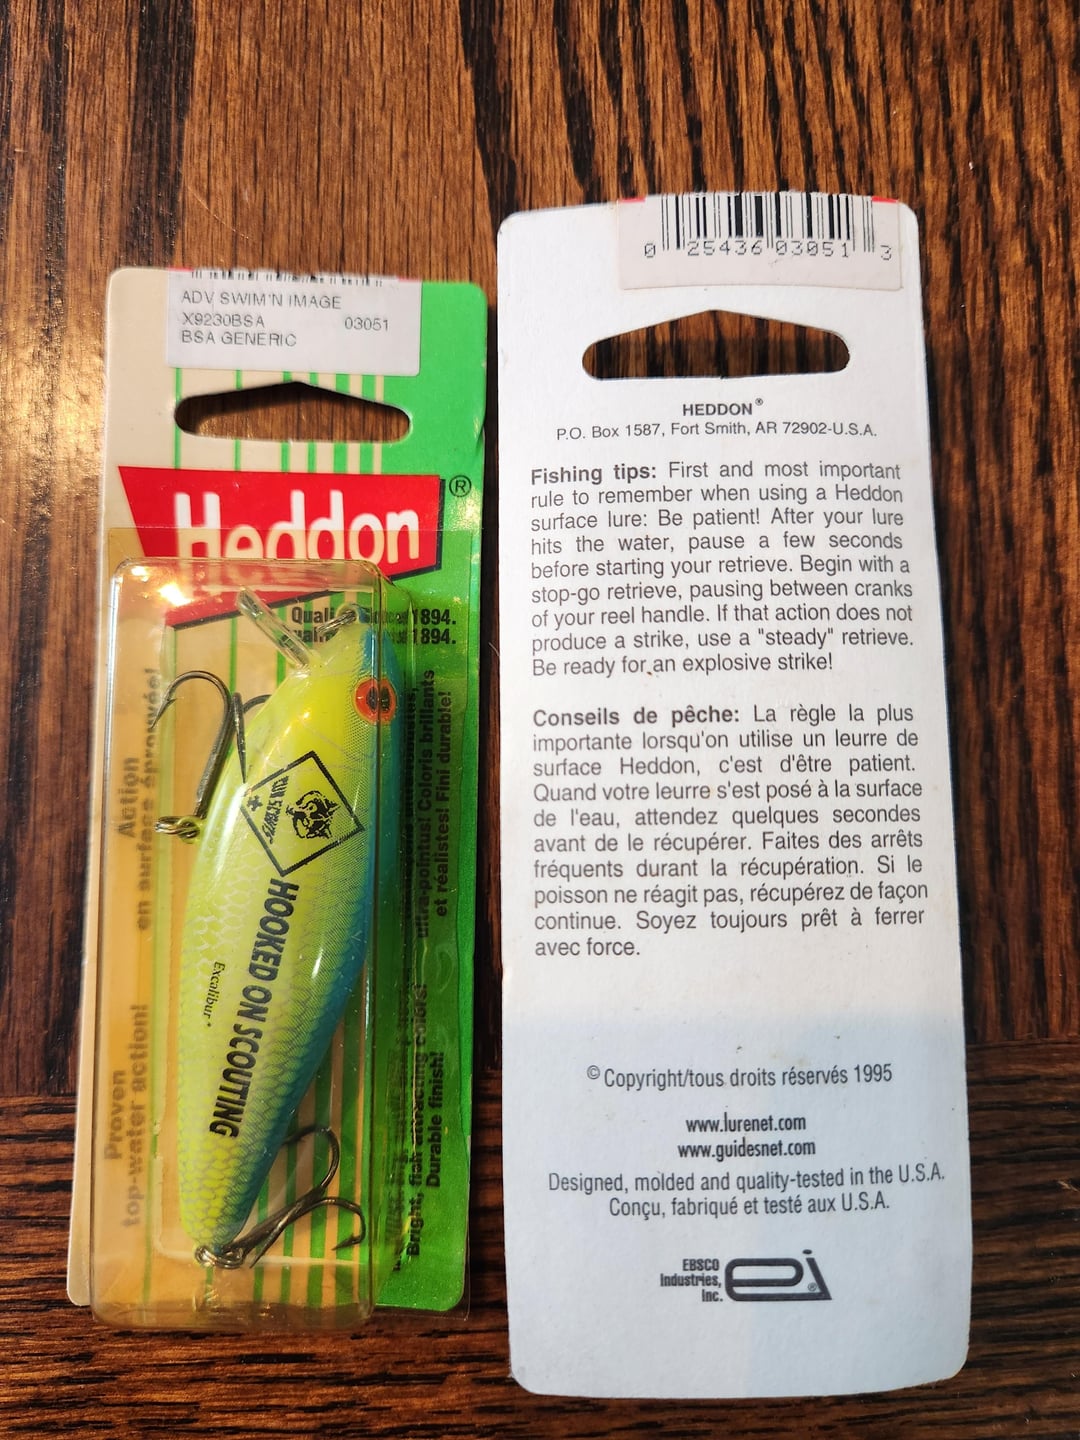 ADV SWIM'N IMAGE
X9230BSA 03051
BSA GENERIC
Heddon®
1894.
1894.
Action
en surface éprouvée!
Proven
top-water action!
ultra-pointus! Coloris brillants
et réalistes! Fini durable!
Bright, fish attracting colors!
Durable finish!
CUB SCOUTS
HOOKED ON SCOUTING
Excalibur
0 25436 03051 3
HEDDON®
P.O. Box 1587, Fort Smith, AR 72902-U.S.A.
Fishing tips: First and most important
rule to remember when using a Heddon
surface lure: Be patient! After your lure
hits the water, pause a few seconds
before starting your retrieve. Begin with a
stop-go retrieve, pausing between cranks
of your reel handle. If that action does not
produce a strike, use a "steady" retrieve.
Be ready for an explosive strike!
Conseils de pêche: La règle la plus
importante lorsqu'on utilise un leurre de
surface Heddon, c'est d'être patient.
Quand votre leurre s'est posé à la surface
de l'eau, attendez quelques secondes
avant de le récupérer. Faites des arrêts
fréquents durant la récupération. Si le
poisson ne réagit pas, récupérez de façon
continue. Soyez toujours prêt à ferrer
avec force.
© Copyright/tous droits réservés 1995
www.lurenet.com
www.guidesnet.com
Designed, molded and quality-tested in the U.S.A.
Conçu, fabriqué et testé aux U.S.A.
EBSCO
Industries,
Inc.
ei®